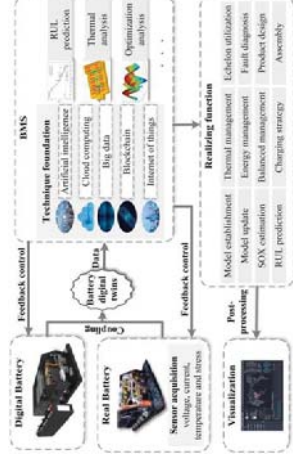 Digital Battery
Real Battery
Sensor acquisition
voltage, current,
temperature and stress
Coupling
Battery
digital
twins
Data
Feedback control
Feedback control
BMS
Technique foundation
Artificial intelligence
Cloud computing
Big data
Blockchain
Internet of things
RUL
prediction
Thermal
analysis
Optimization
analysis
Visualization
Post-
processing
Realizing function
Model establishment
Thermal management
Echelon utilization
Model update
Energy management
Fault diagnosis
SOX estimation
Balanced management
Product design
RUL prediction
Charging strategy
Assembly